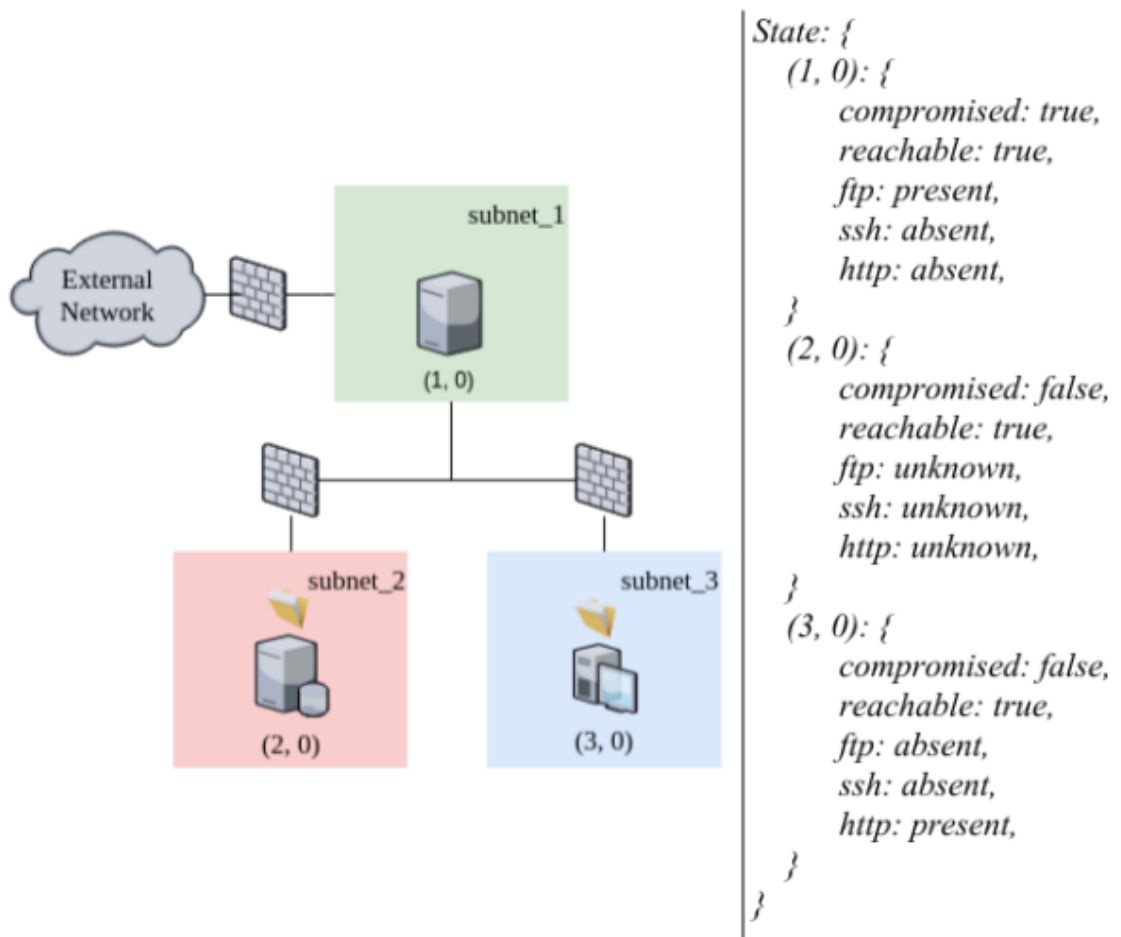 External
Network
subnet_1
(1, 0)
subnet_2
(2, 0)
subnet_3
(3, 0)
State: {
(1, 0): {
compromised: true,
reachable: true,
ftp: present,
ssh: absent,
http: absent,
}
(2, 0): {
compromised: false,
reachable: true,
ftp: unknown,
ssh: unknown,
http: unknown,
}
(3, 0): {
compromised: false,
reachable: true,
ftp: absent,
ssh: absent,
http: present,
}
}